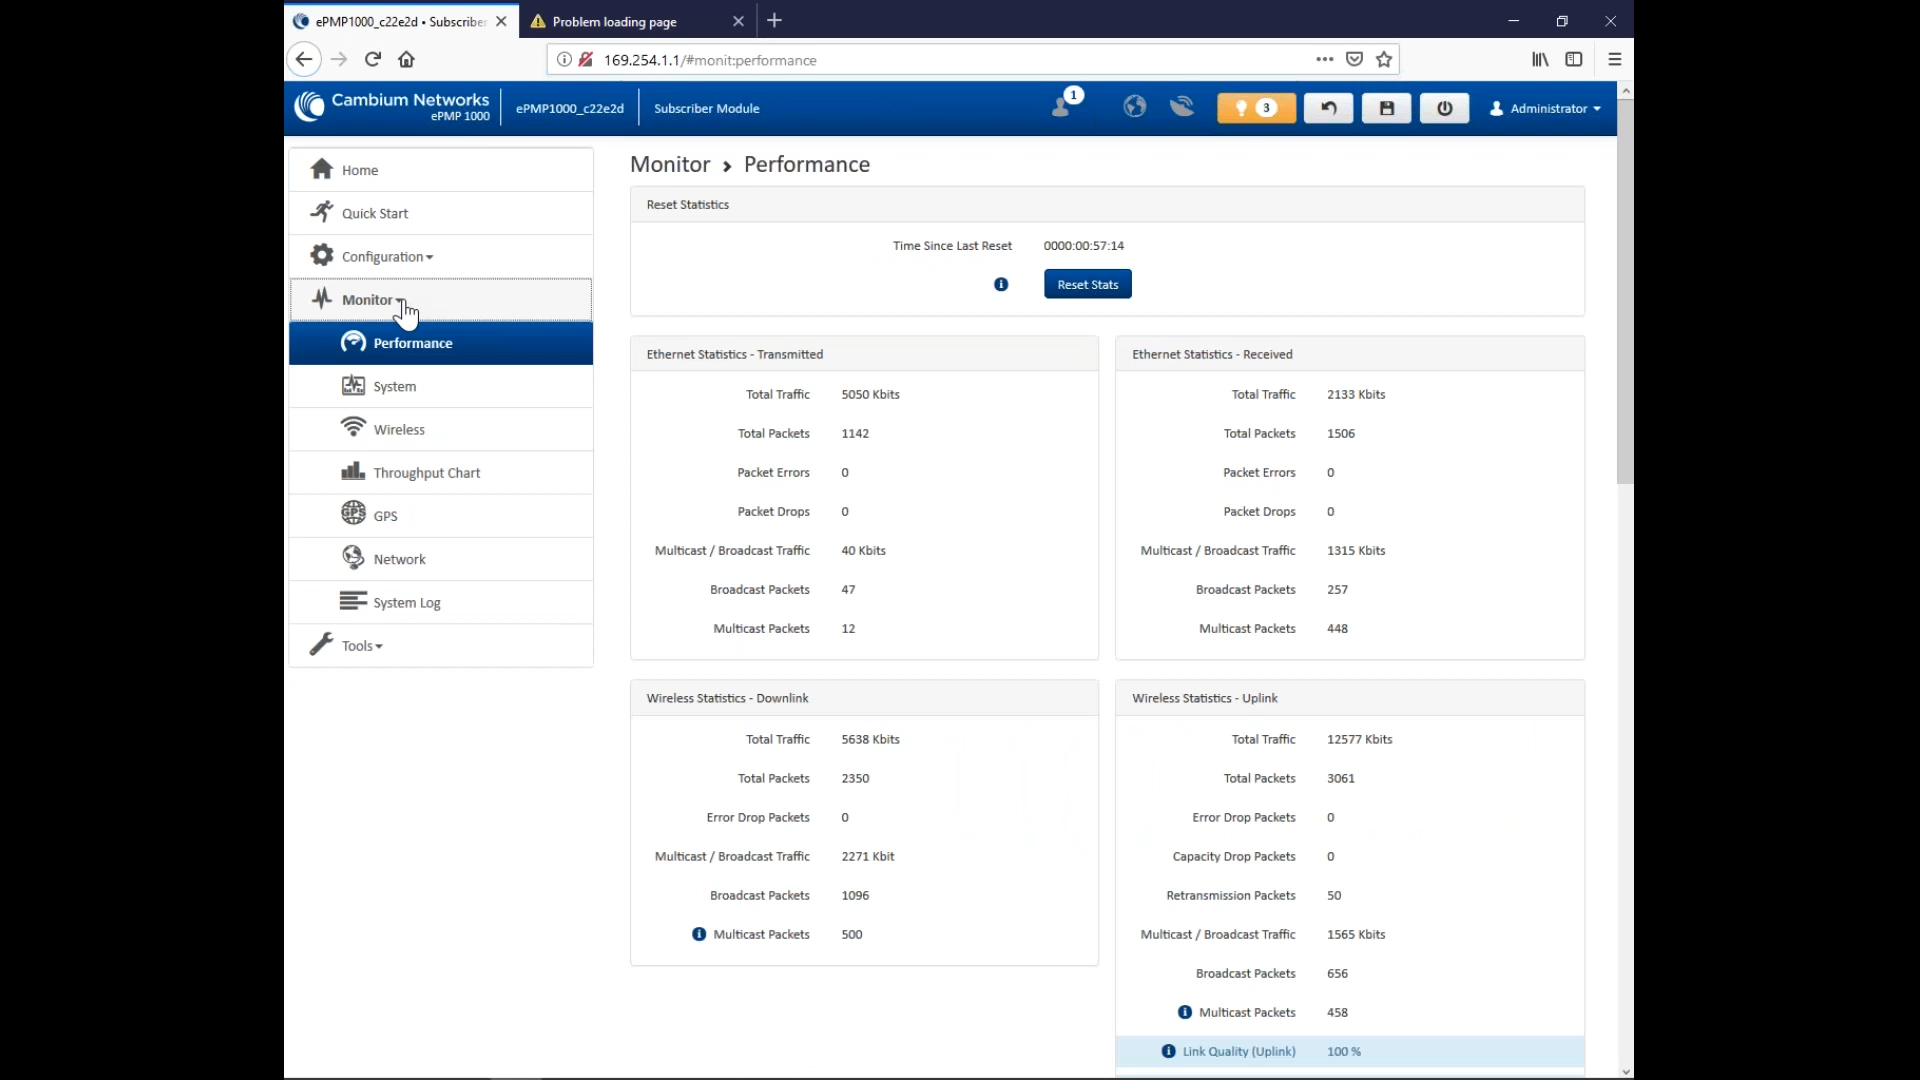 ePMP1000_c22e2d • Subscriber
Problem loading page
169.254.1.1/#monit:performance
Cambium Networks
ePMP 1000
ePMP1000_c22e2d
Subscriber Module
1
3
Administrator
Home
Quick Start
Configuration
Monitor
Performance
System
Wireless
Throughput Chart
GPS
GPS
Network
System Log
Tools
Monitor > Performance
Reset Statistics
Time Since Last Reset 0000:00:57:14
Reset Stats
Ethernet Statistics - Transmitted
Total Traffic 5050 Kbits
Total Packets 1142
Packet Errors 0
Packet Drops 0
Multicast / Broadcast Traffic 40 Kbits
Broadcast Packets 47
Multicast Packets 12
Ethernet Statistics - Received
Total Traffic 2133 Kbits
Total Packets 1506
Packet Errors 0
Packet Drops 0
Multicast / Broadcast Traffic 1315 Kbits
Broadcast Packets 257
Multicast Packets 448
Wireless Statistics - Downlink
Total Traffic 5638 Kbits
Total Packets 2350
Error Drop Packets 0
Multicast / Broadcast Traffic 2271 Kbit
Broadcast Packets 1096
Multicast Packets 500
Wireless Statistics - Uplink
Total Traffic 12577 Kbits
Total Packets 3061
Error Drop Packets 0
Capacity Drop Packets 0
Retransmission Packets 50
Multicast / Broadcast Traffic 1565 Kbits
Broadcast Packets 656
Multicast Packets 458
Link Quality (Uplink) 100 %